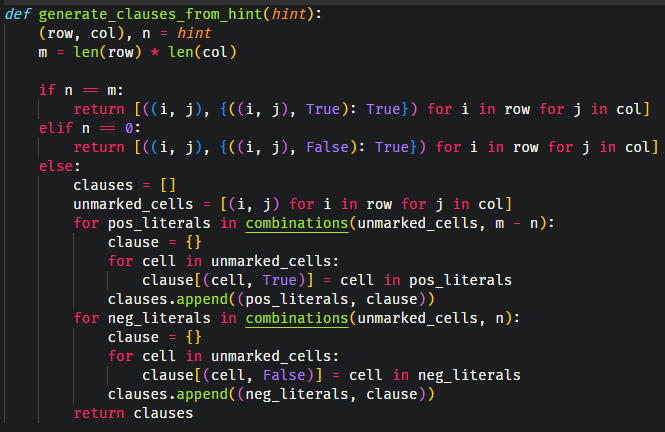 def generate_clauses_from_hint(hint):
    (row, col), n = hint
    m = len(row) * len(col)

    if n == m:
        return [((i, j), {((i, j), True): True}) for i in row for j in col]
    elif n == 0:
        return [((i, j), {((i, j), False): True}) for i in row for j in col]
    else:
        clauses = []
        unmarked_cells = [(i, j) for i in row for j in col]
        for pos_literals in combinations(unmarked_cells, m - n):
            clause = {}
            for cell in unmarked_cells:
                clause[(cell, True)] = cell in pos_literals
            clauses.append((pos_literals, clause))
        for neg_literals in combinations(unmarked_cells, n):
            clause = {}
            for cell in unmarked_cells:
                clause[(cell, False)] = cell in neg_literals
            clauses.append((neg_literals, clause))
        return clauses